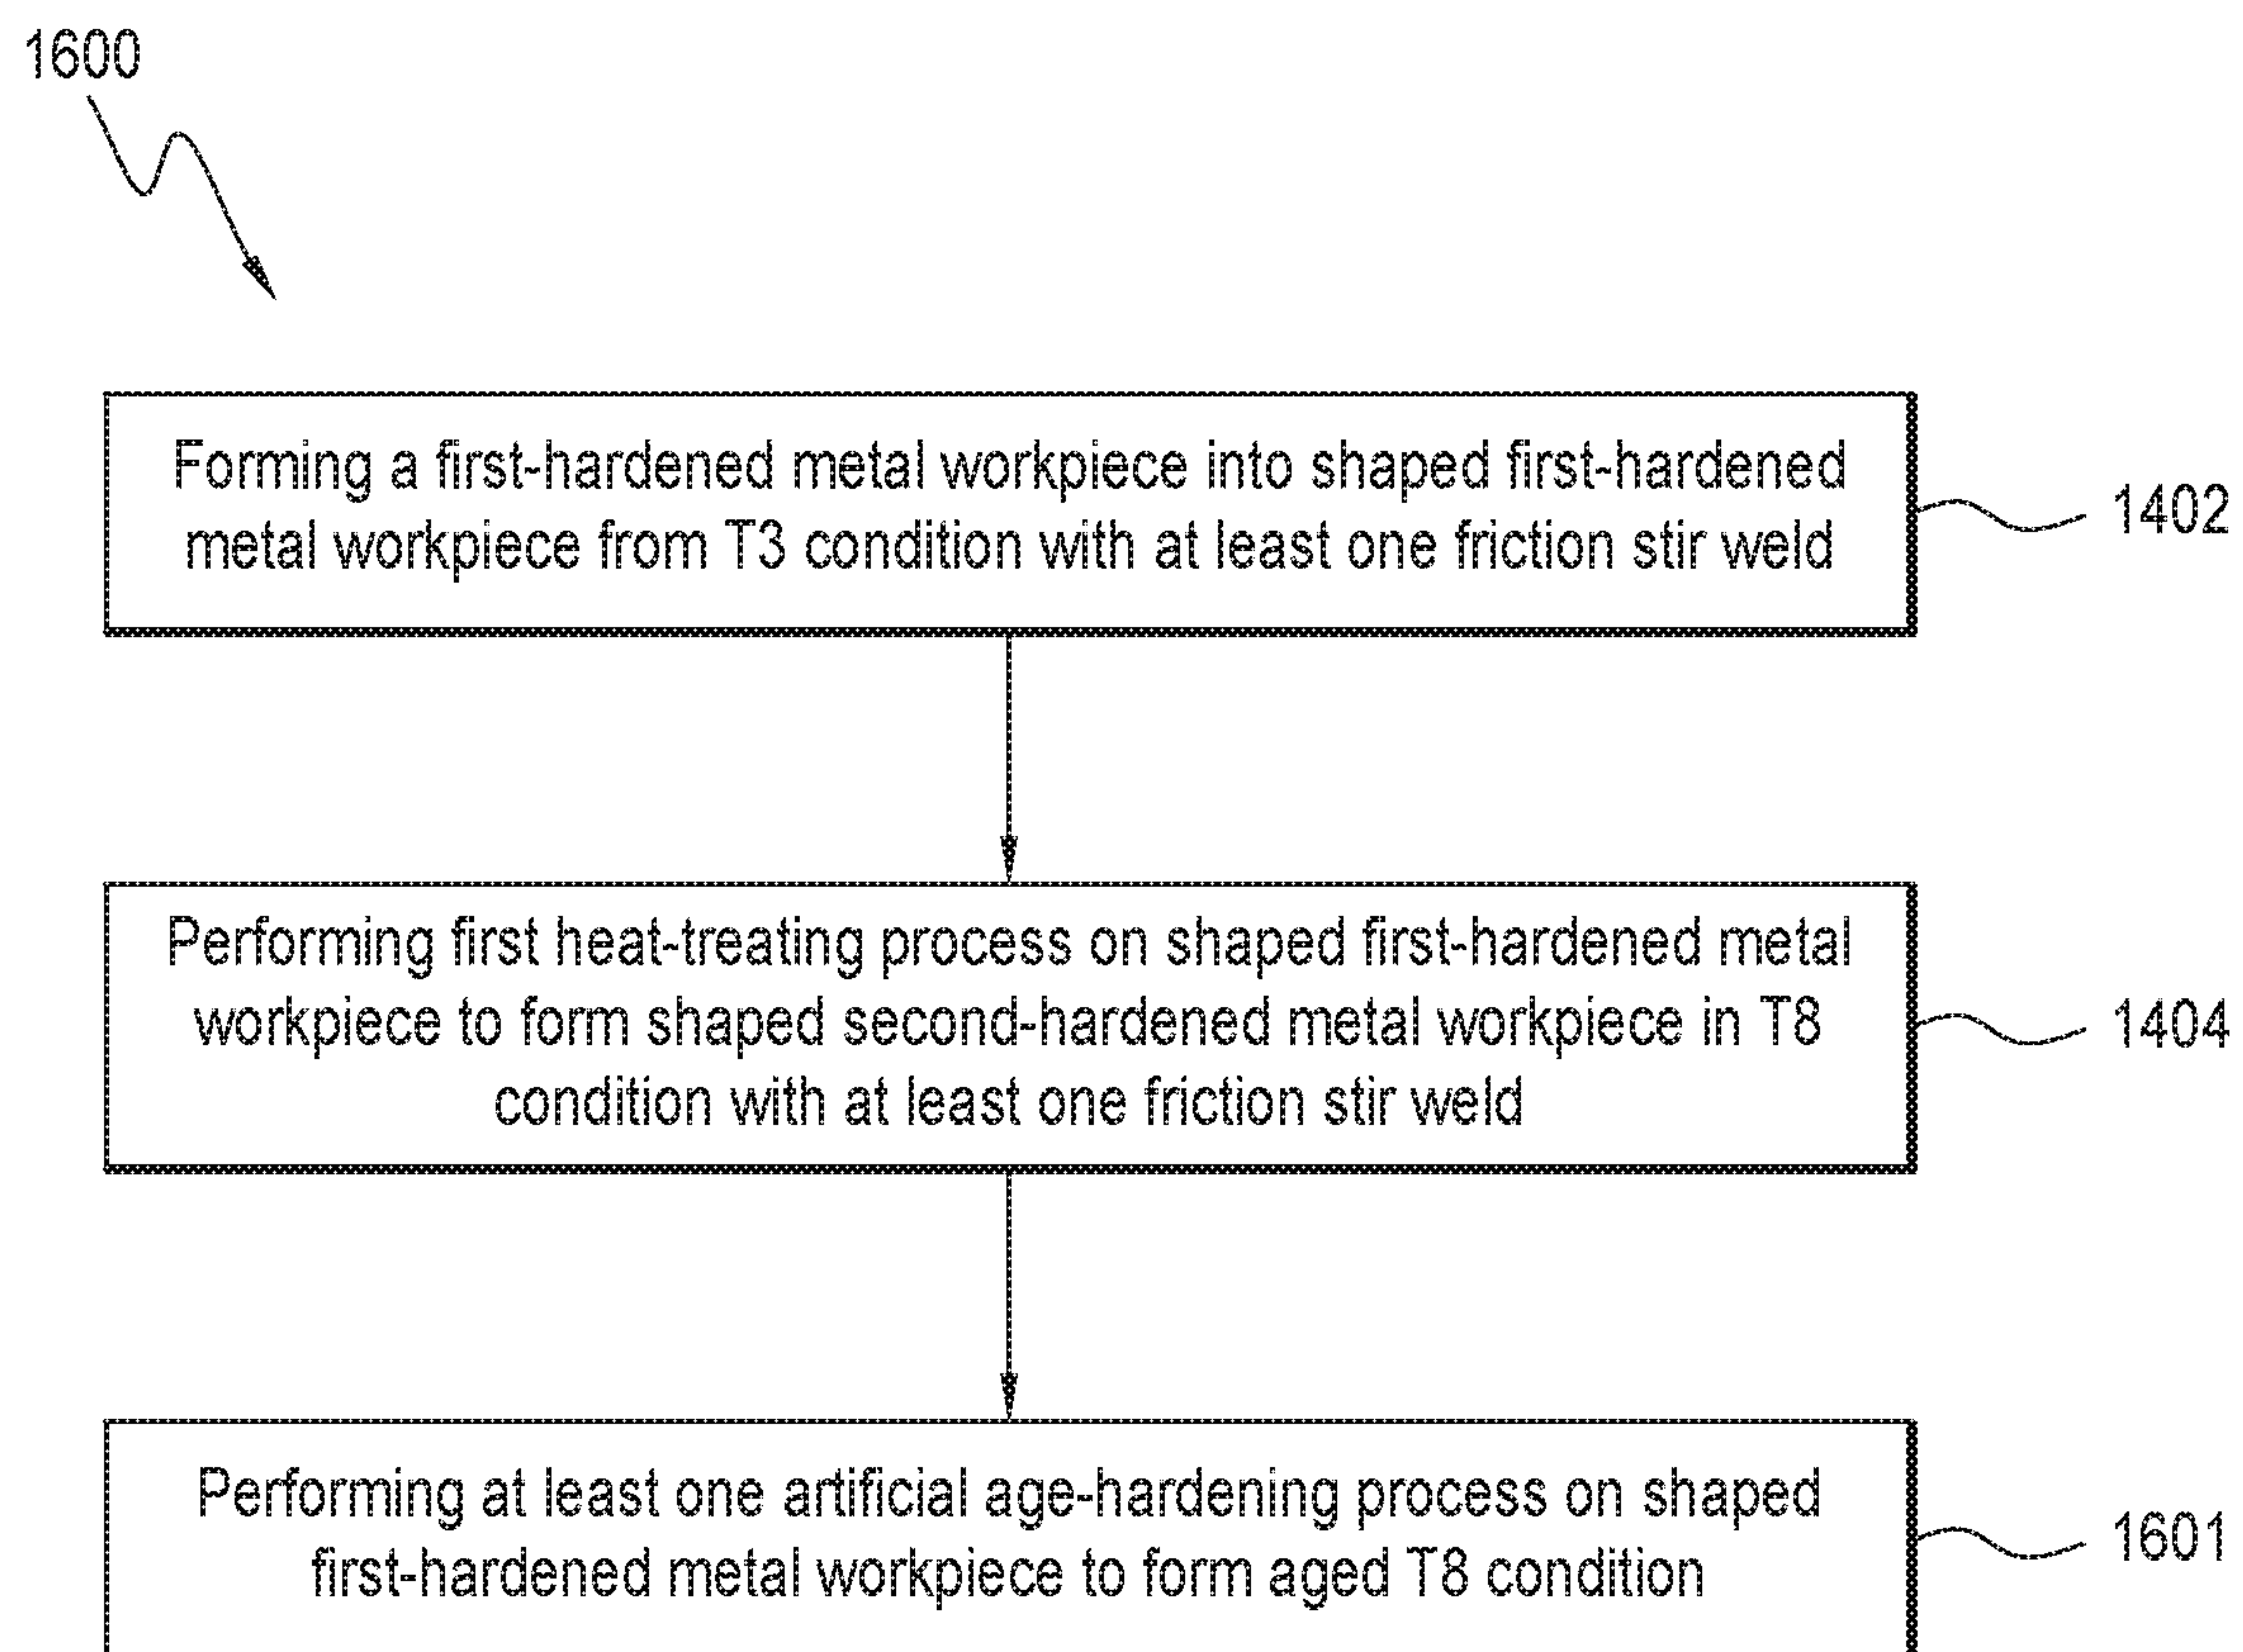 1600
Forming a first-hardened metal workpiece into shaped first-hardened
metal workpiece from T3 condition with at least one friction stir weld
1402
Performing first heat-treating process on shaped first-hardened metal
workpiece to form shaped second-hardened metal workpiece in T8
condition with at least one friction stir weld
1404
Performing at least one artificial age-hardening process on shaped
first-hardened metal workpiece to form aged T8 condition
1601